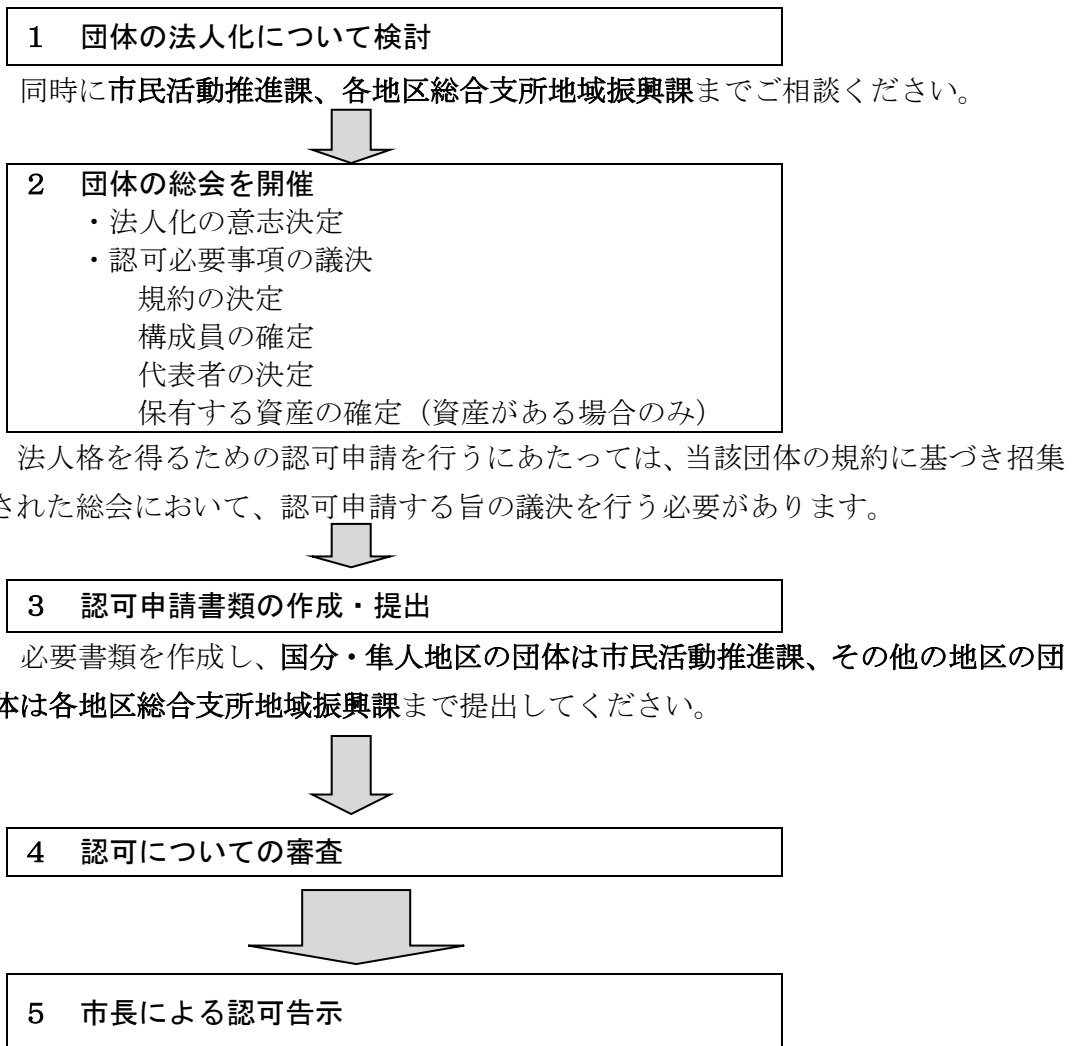 １　団体の法人化について検討
同時に市民活動推進課、各地区総合支所地域振興課までご相談ください。
２　団体の総会を開催
・法人化の意志決定
・認可必要事項の議決
規約の決定
構成員の確定
代表者の決定
保有する資産の確定（資産がある場合のみ）
法人格を得るための認可申請を行うにあたっては、当該団体の規約に基づき招集
された総会において、認可申請する旨の議決を行う必要があります。
３　認可申請書類の作成・提出
必要書類を作成し、国分・隼人地区の団体は市民活動推進課、その他の地区の団
体は各地区総合支所地域振興課まで提出してください。
４　認可についての審査
５　市長による認可告示